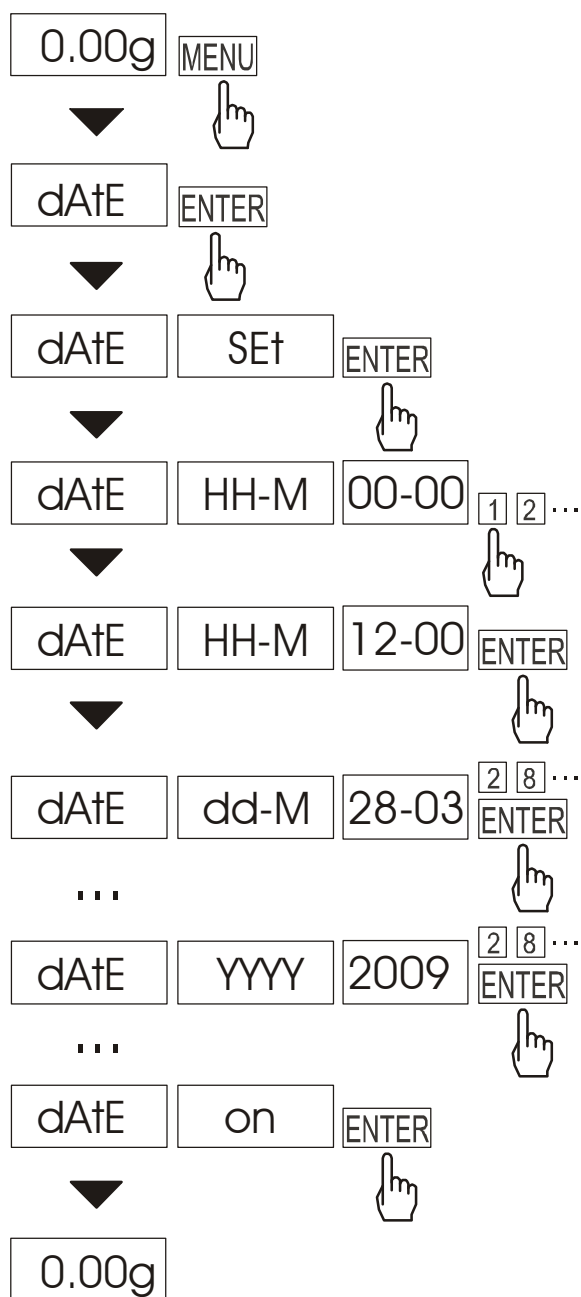 0.00g MENU
dAtE ENTER
dAtE SEt ENTER
dAtE HH-M 00-00 1 2 ...
dAtE HH-M 12-00 ENTER
2 8 ...
dAtE dd-M 28-03 ENTER
...
2 8 ...
dAtE YYYY 2009 ENTER
...
dAtE on ENTER
0.00g